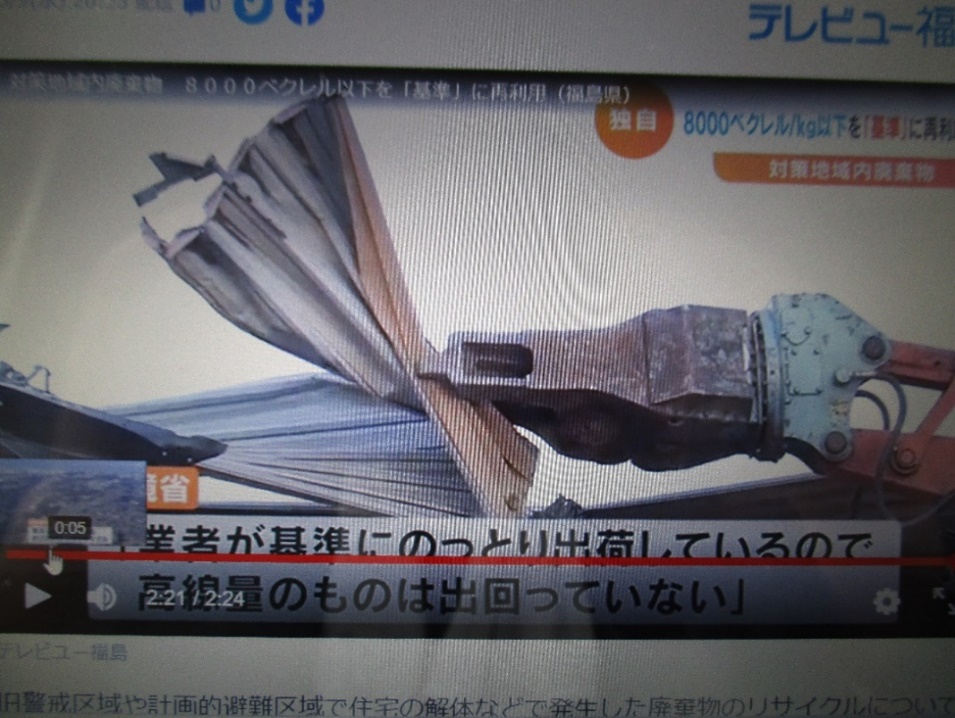 テレビュー福
対策地域内廃棄物 8000ベクレル以下を「基準」に再利用（福島県）
独自
8000ベクレル/kg以下を「基準」に再利
対策地域内廃棄物
境省
0:05
「業者が基準にのっとり出荷しているので
高線量のものは出回っていない」
2:21 / 2:24
テレビュー福島
旧警戒区域や計画的避難区域で住宅の解体などで発生した廃棄物のリサイクルについて